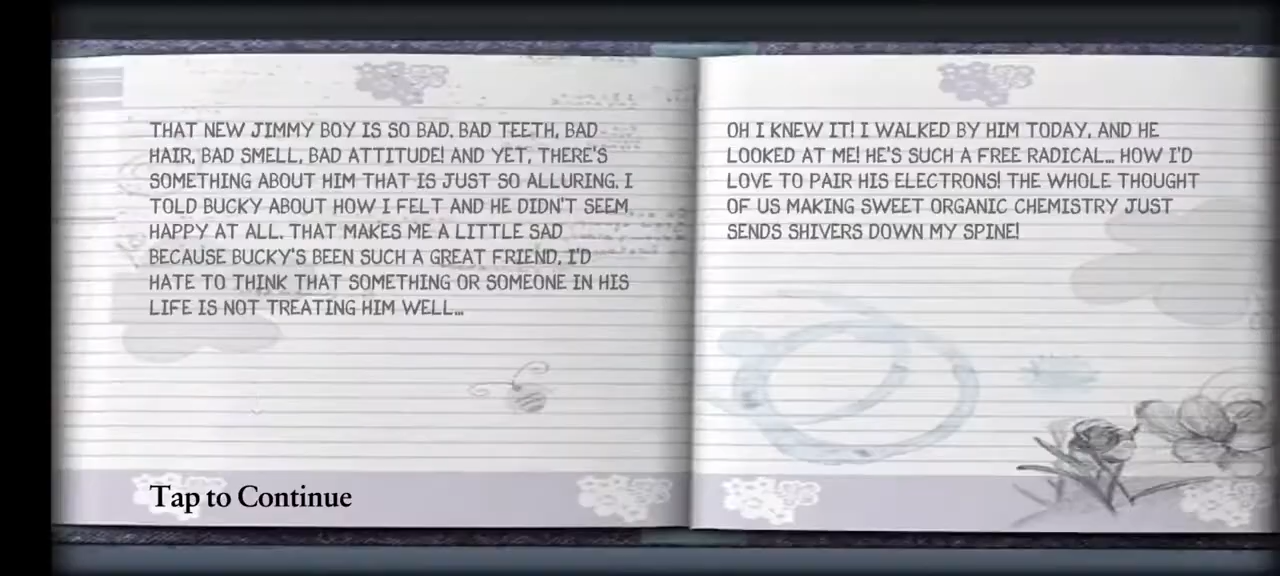 THAT NEW JIMMY BOY IS SO BAD. BAD TEETH, BAD
HAIR, BAD SMELL, BAD ATTITUDE! AND YET, THERE'S
SOMETHING ABOUT HIM THAT IS JUST SO ALLURING. I
TOLD BUCKY ABOUT HOW I FELT AND HE DIDN'T SEEM
HAPPY AT ALL. THAT MAKES ME A LITTLE SAD
BECAUSE BUCKY'S BEEN SUCH A GREAT FRIEND, I'D
HATE TO THINK THAT SOMETHING OR SOMEONE IN HIS
LIFE IS NOT TREATING HIM WELL...
Tap to Continue
OH I KNEW IT! I WALKED BY HIM TODAY, AND HE
LOOKED AT ME! HE'S SUCH A FREE RADICAL... HOW I'D
LOVE TO PAIR HIS ELECTRONS! THE WHOLE THOUGHT
OF US MAKING SWEET ORGANIC CHEMISTRY JUST
SENDS SHIVERS DOWN MY SPINE!